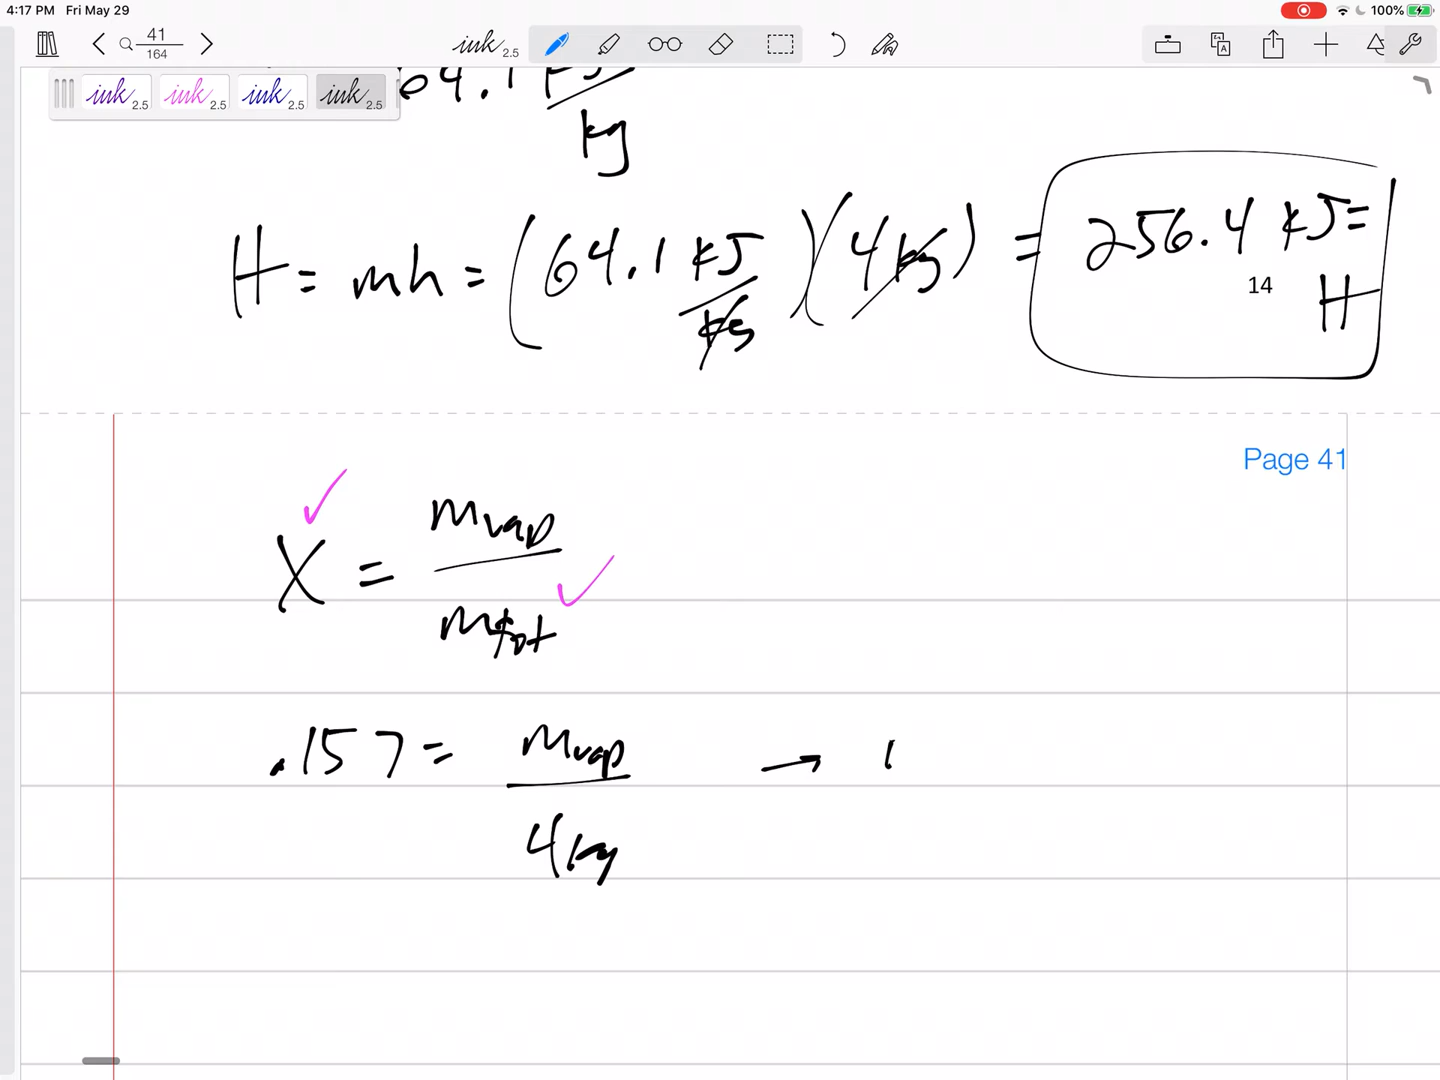 4:17 PM Fri May 29
100%
41
164
ink 2.5
ink 2.5 ink 2.5 ink 2.5 ink 2.5
64.1 kJ/kg
H = mh = (64.1 kJ/kg)(4kg) = 256.4 kJ =
14
H
Page 41
X = mvap/mtot
.157 = mvap/4kg →